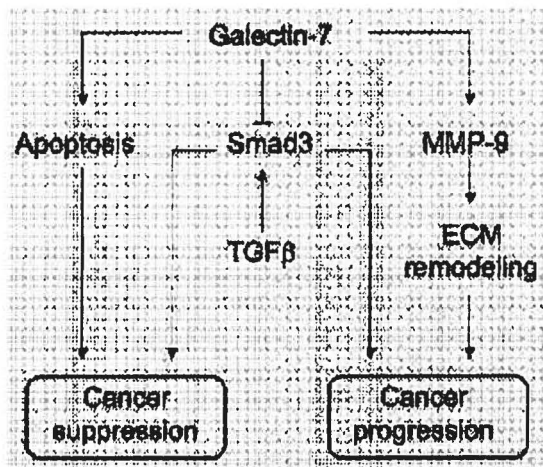 Galectin-7
Apoptosis
Smad3
MMP-9
TGFβ
ECM
remodeling
Cancer
suppression
Cancer
progression